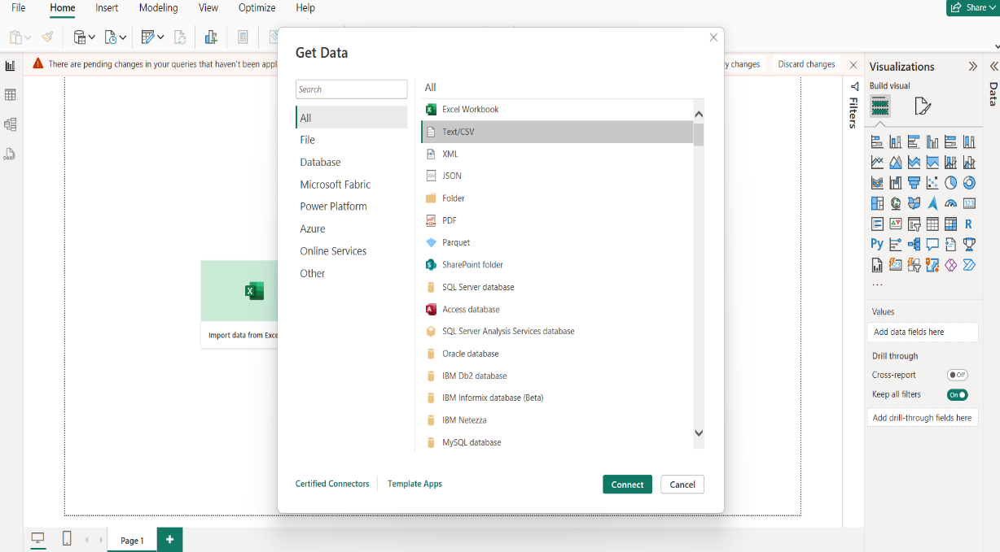 File Home Insert Modeling View Optimize Help
Share
There are pending changes in your queries that haven't been appl
y changes Discard changes
Get Data
Search
All
File
Database
Microsoft Fabric
Power Platform
Azure
Online Services
Other
All
Excel Workbook
Text/CSV
XML
JSON
Folder
PDF
Parquet
SharePoint folder
SQL Server database
Access database
SQL Server Analysis Services database
Oracle database
IBM Db2 database
IBM Informix database (Beta)
IBM Netezza
MySQL database
Certified Connectors
Template Apps
Connect
Cancel
Import data from Exce
Filters
Visualizations
Build visual
123
R
Py
...
Values
Add data fields here
Drill through
Cross-report
Off
Keep all filters
On
Add drill-through fields here
Data
Page 1